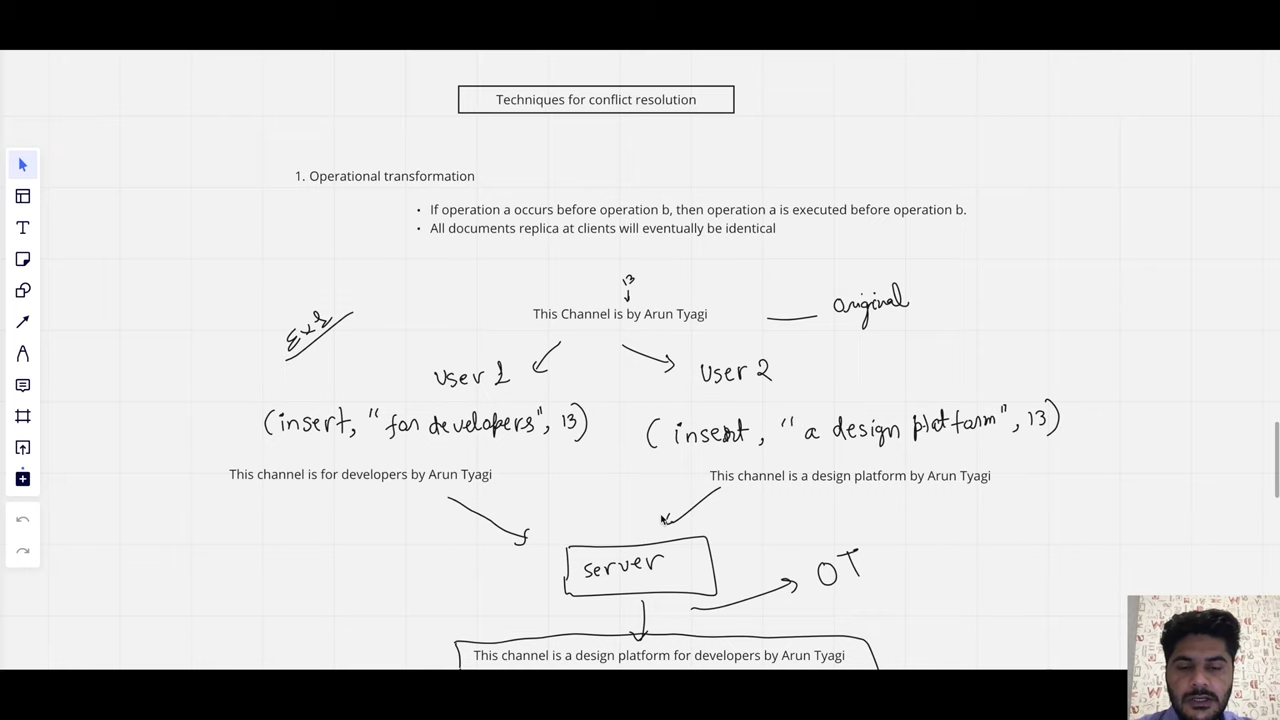 Techniques for conflict resolution
1. Operational transformation
• If operation a occurs before operation b, then operation a is executed before operation b.
• All documents replica at clients will eventually be identical
13
This Channel is by Arun Tyagi
original
Ex1
User 1
User 2
(insert, "for developers", 13)
(insert, "a design platform", 13)
This channel is for developers by Arun Tyagi
This channel is a design platform by Arun Tyagi
server
OT
This channel is a design platform for developers by Arun Tyagi